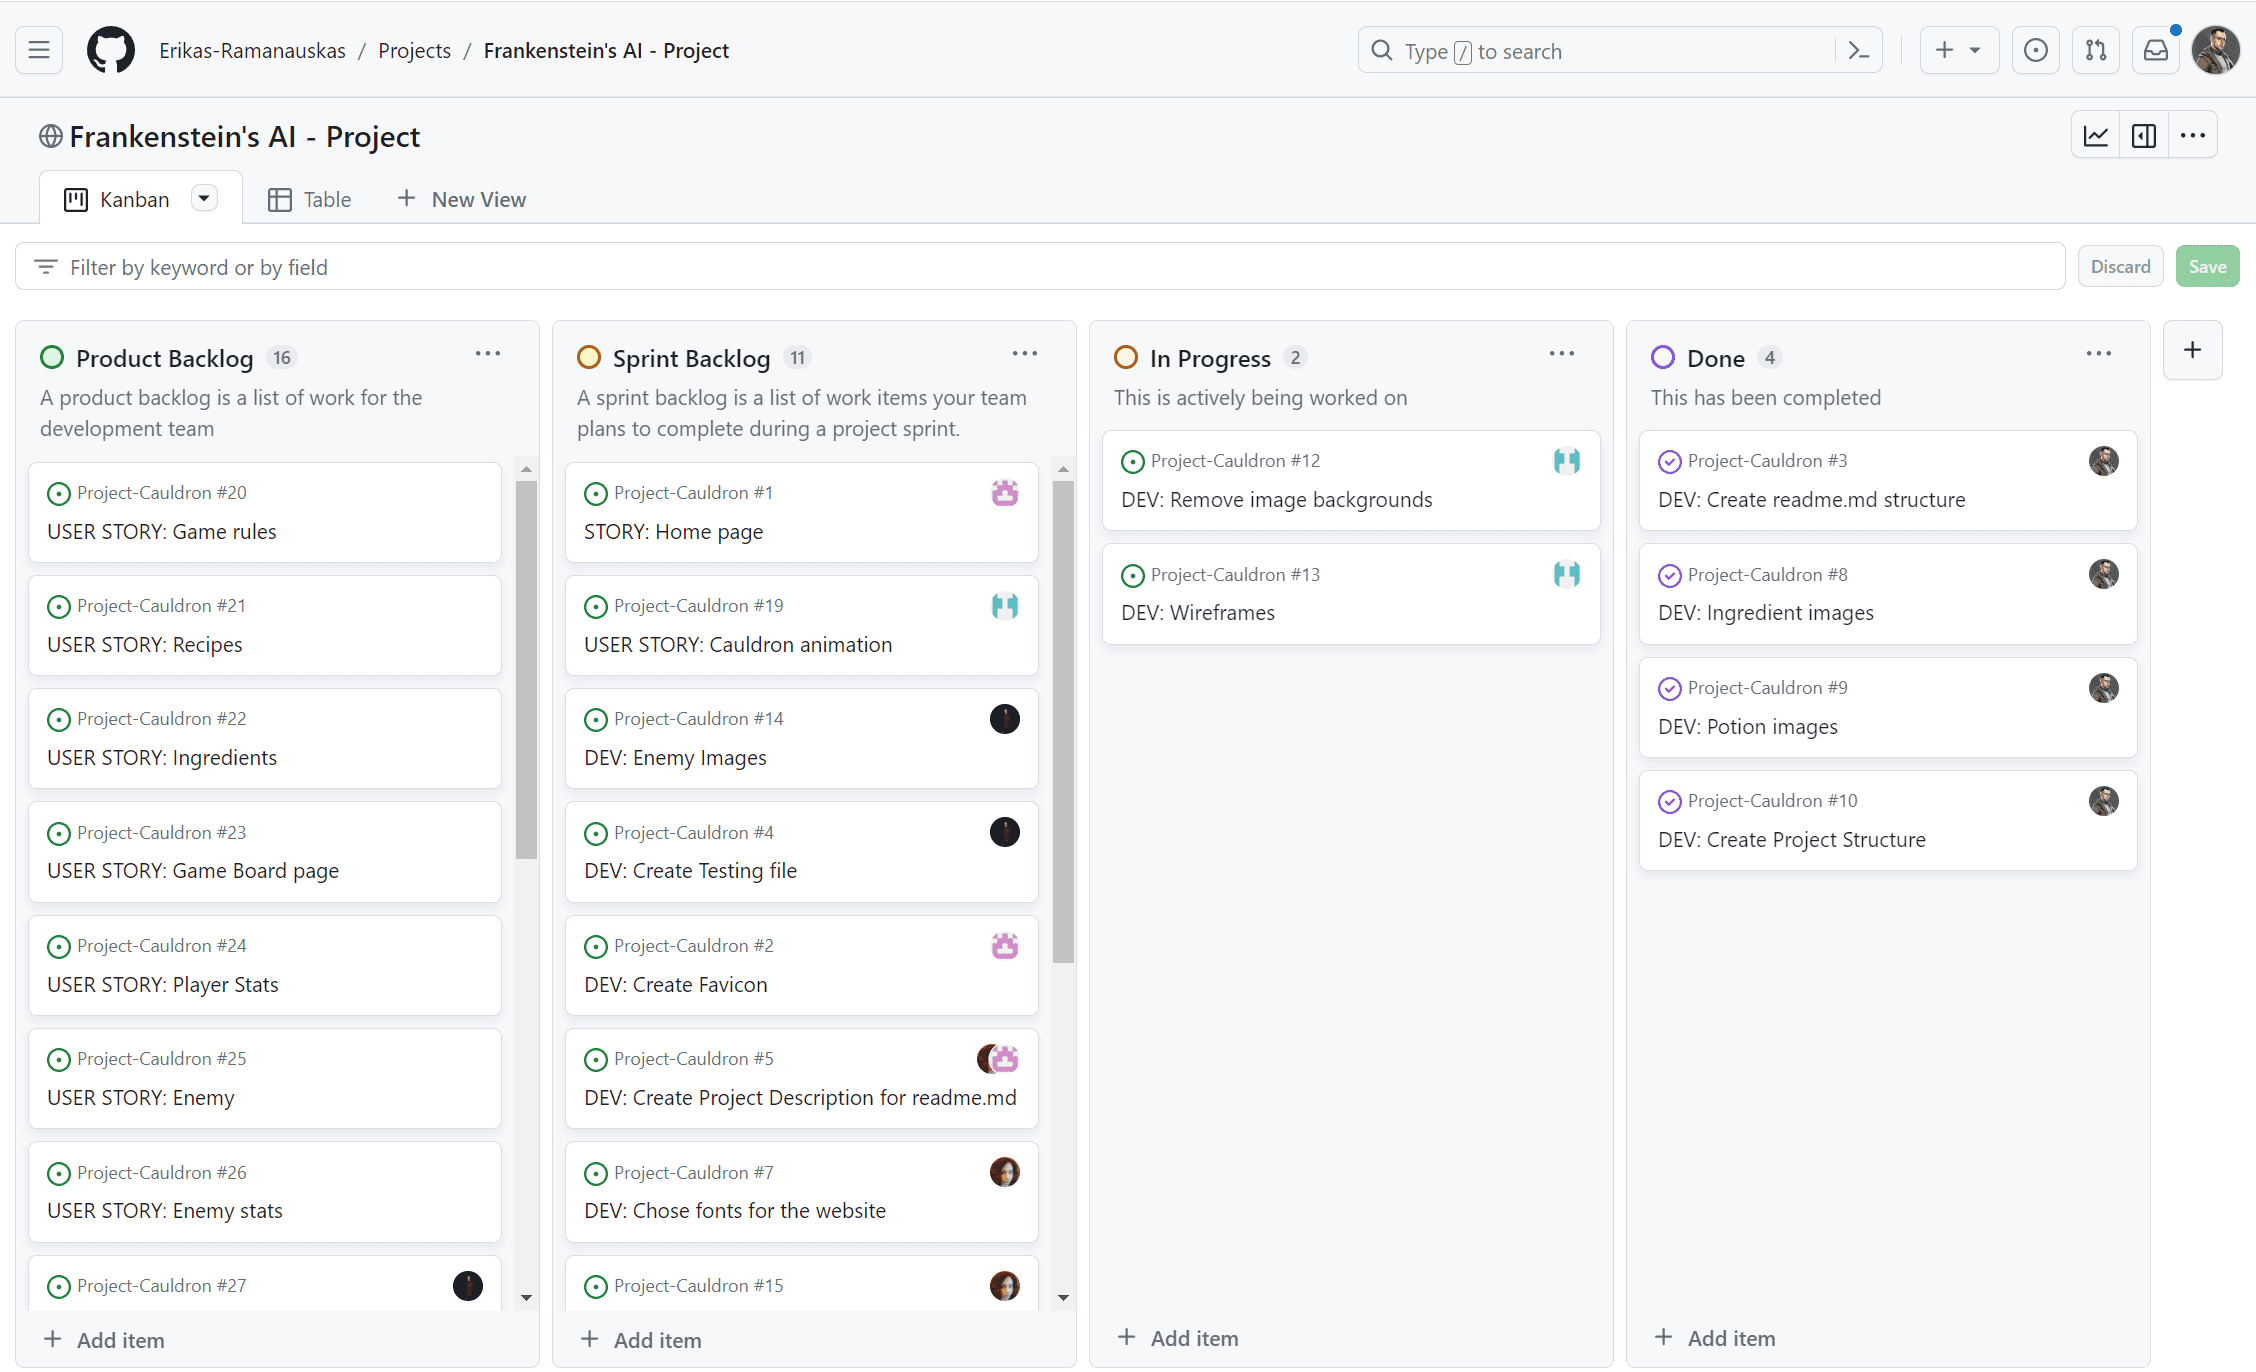 Erikas-Ramanauskas / Projects / Frankenstein's AI - Project
Type / to search
Frankenstein's AI - Project
Kanban
Table
New View
Filter by keyword or by field
Discard
Save
Product Backlog 16
A product backlog is a list of work for the
development team
Project-Cauldron #20
USER STORY: Game rules
Project-Cauldron #21
USER STORY: Recipes
Project-Cauldron #22
USER STORY: Ingredients
Project-Cauldron #23
USER STORY: Game Board page
Project-Cauldron #24
USER STORY: Player Stats
Project-Cauldron #25
USER STORY: Enemy
Project-Cauldron #26
USER STORY: Enemy stats
Project-Cauldron #27
Add item
Sprint Backlog 11
A sprint backlog is a list of work items your team
plans to complete during a project sprint.
Project-Cauldron #1
STORY: Home page
Project-Cauldron #19
USER STORY: Cauldron animation
Project-Cauldron #14
DEV: Enemy Images
Project-Cauldron #4
DEV: Create Testing file
Project-Cauldron #2
DEV: Create Favicon
Project-Cauldron #5
DEV: Create Project Description for readme.md
Project-Cauldron #7
DEV: Chose fonts for the website
Project-Cauldron #15
Add item
In Progress 2
This is actively being worked on
Project-Cauldron #12
DEV: Remove image backgrounds
Project-Cauldron #13
DEV: Wireframes
Add item
Done 4
This has been completed
Project-Cauldron #3
DEV: Create readme.md structure
Project-Cauldron #8
DEV: Ingredient images
Project-Cauldron #9
DEV: Potion images
Project-Cauldron #10
DEV: Create Project Structure
Add item